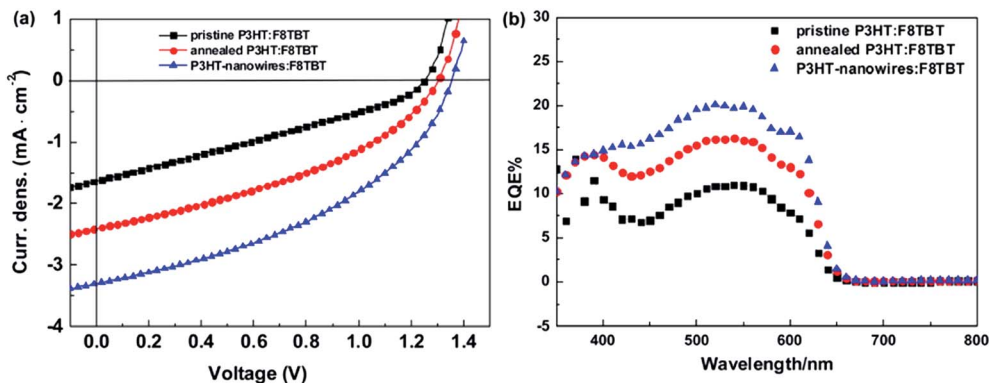 (a)
pristine P3HT:F8TBT
annealed P3HT:F8TBT
P3HT-nanowires:F8TBT
1
0
-1
-2
-3
-4
Curr. dens. (mA · cm-2)
0.0 0.2 0.4 0.6 0.8 1.0 1.2 1.4
Voltage (V)
(b)
pristine P3HT:F8TBT
annealed P3HT:F8TBT
P3HT-nanowires:F8TBT
30
25
20
15
10
5
0
-5
EQE%
400 500 600 700 800
Wavelength/nm